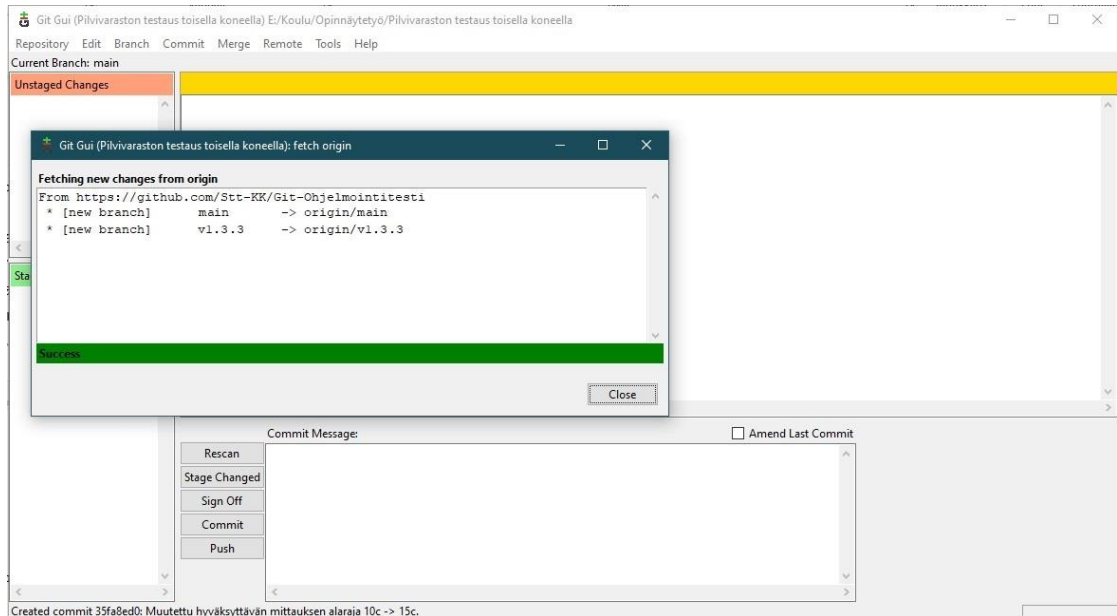 Git Gui (Pilvivaraston testaus toisella koneella) E:/Koulu/Opinnäytetyö/Pilvivaraston testaus toisella koneella
Repository Edit Branch Commit Merge Remote Tools Help
Current Branch: main
Unstaged Changes
Git Gui (Pilvivaraston testaus toisella koneella): fetch origin
Fetching new changes from origin
From https://github.com/Stt-KK/Git-Ohjelmointitesti
* [new branch] main -> origin/main
* [new branch] v1.3.3 -> origin/v1.3.3
Sta
Success
Close
Commit Message:
Amend Last Commit
Rescan
Stage Changed
Sign Off
Commit
Push
Created commit 35fa8ed0: Muutettu hyväksyttävän mittauksen alaraja 10c -> 15c.